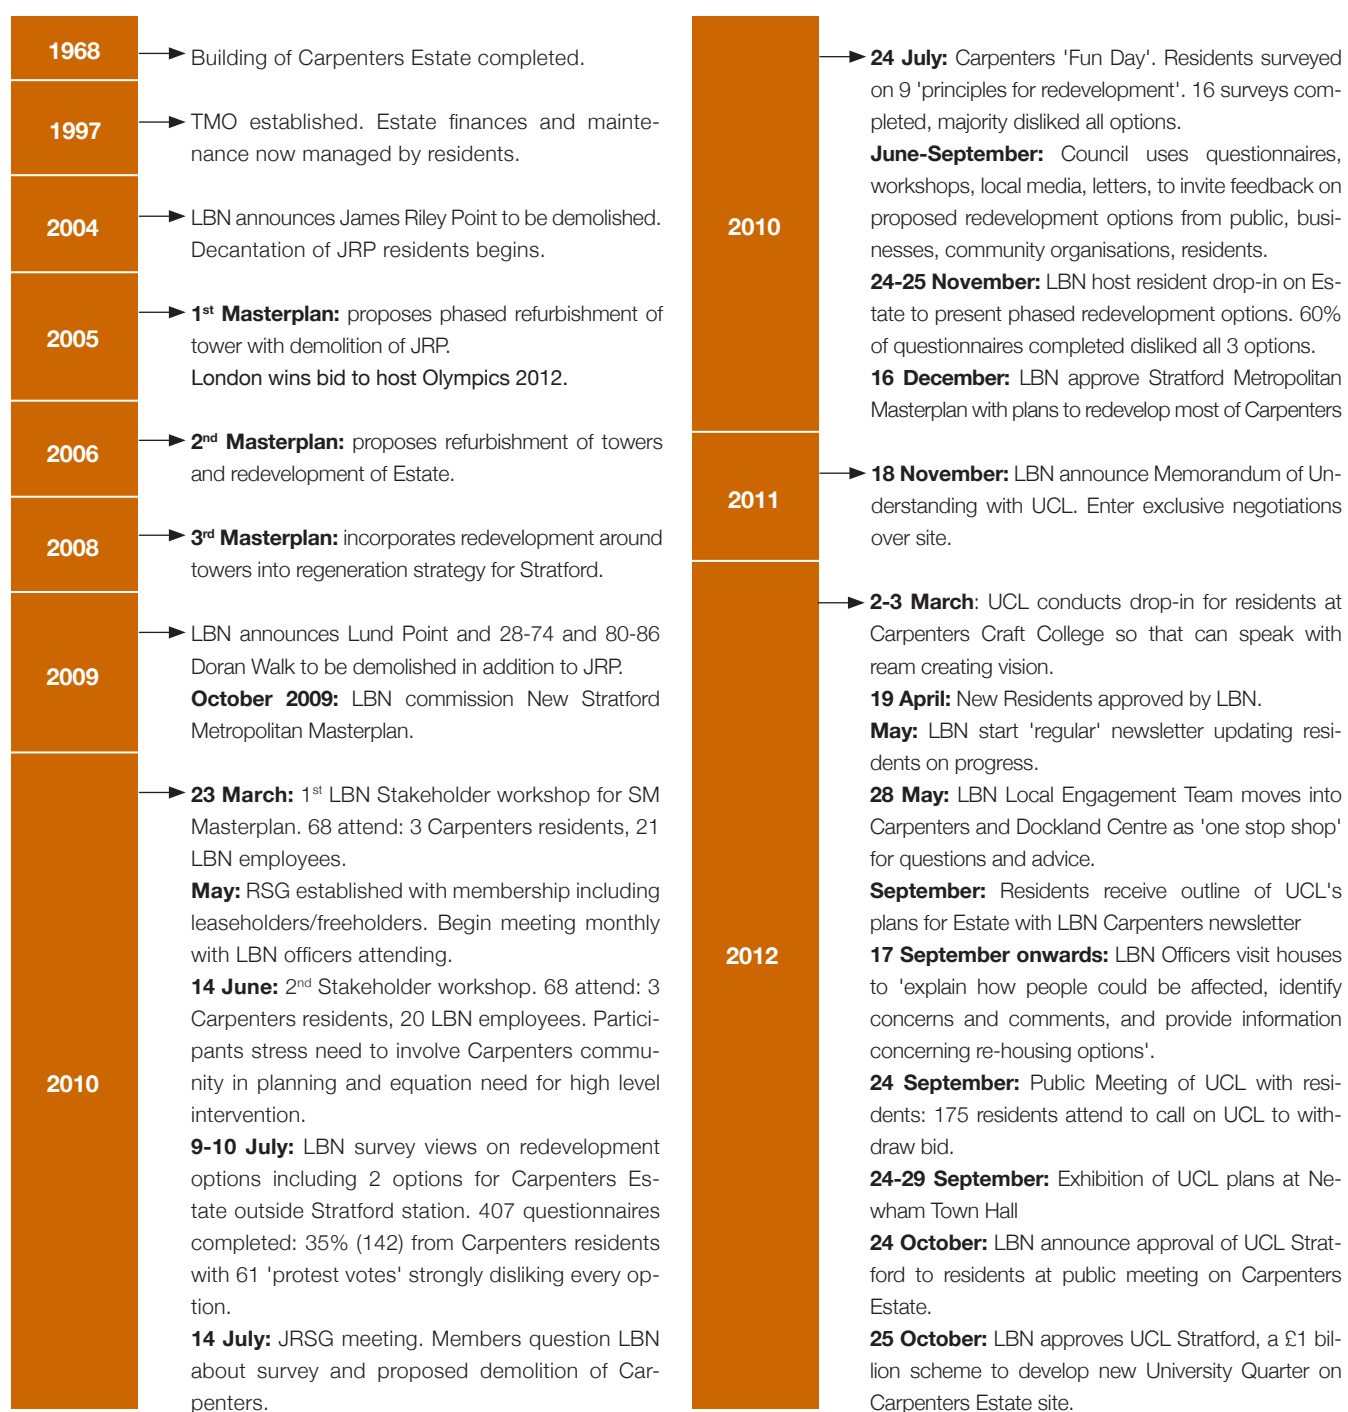 1968
Building of Carpenters Estate completed.
1997
TMO established. Estate finances and mainte-
nance now managed by residents.
2004
LBN announces James Riley Point to be demolished.
Decantation of JRP residents begins.
2005
1st Masterplan: proposes phased refurbishment of
tower with demolition of JRP.
London wins bid to host Olympics 2012.
2006
2nd Masterplan: proposes refurbishment of towers
and redevelopment of Estate.
2008
3rd Masterplan: incorporates redevelopment around
towers into regeneration strategy for Stratford.
2009
LBN announces Lund Point and 28-74 and 80-86
Doran Walk to be demolished in addition to JRP.
October 2009: LBN commission New Stratford
Metropolitan Masterplan.
2010
23 March: 1st LBN Stakeholder workshop for SM
Masterplan. 68 attend: 3 Carpenters residents, 21
LBN employees.
May: RSG established with membership including
leaseholders/freeholders. Begin meeting monthly
with LBN officers attending.
14 June: 2nd Stakeholder workshop. 68 attend: 3
Carpenters residents, 20 LBN employees. Partici-
pants stress need to involve Carpenters commu-
nity in planning and equation need for high level
intervention.
9-10 July: LBN survey views on redevelopment
options including 2 options for Carpenters Es-
tate outside Stratford station. 407 questionnaires
completed: 35% (142) from Carpenters residents
with 61 'protest votes' strongly disliking every op-
tion.
14 July: JRSG meeting. Members question LBN
about survey and proposed demolition of Car-
penters.
2010
24 July: Carpenters 'Fun Day'. Residents surveyed
on 9 'principles for redevelopment'. 16 surveys com-
pleted, majority disliked all options.
June-September: Council uses questionnaires,
workshops, local media, letters, to invite feedback on
proposed redevelopment options from public, busi-
nesses, community organisations, residents.
24-25 November: LBN host resident drop-in on Es-
tate to present phased redevelopment options. 60%
of questionnaires completed disliked all 3 options.
16 December: LBN approve Stratford Metropolitan
Masterplan with plans to redevelop most of Carpenters
2011
18 November: LBN announce Memorandum of Un-
derstanding with UCL. Enter exclusive negotiations
over site.
2012
2-3 March: UCL conducts drop-in for residents at
Carpenters Craft College so that can speak with
ream creating vision.
19 April: New Residents approved by LBN.
May: LBN start 'regular' newsletter updating resi-
dents on progress.
28 May: LBN Local Engagement Team moves into
Carpenters and Dockland Centre as 'one stop shop'
for questions and advice.
September: Residents receive outline of UCL's
plans for Estate with LBN Carpenters newsletter
17 September onwards: LBN Officers visit houses
to 'explain how people could be affected, identify
concerns and comments, and provide information
concerning re-housing options'.
24 September: Public Meeting of UCL with resi-
dents: 175 residents attend to call on UCL to with-
draw bid.
24-29 September: Exhibition of UCL plans at Ne-
wham Town Hall
24 October: LBN announce approval of UCL Strat-
ford to residents at public meeting on Carpenters
Estate.
25 October: LBN approves UCL Stratford, a £1 bil-
lion scheme to develop new University Quarter on
Carpenters Estate site.